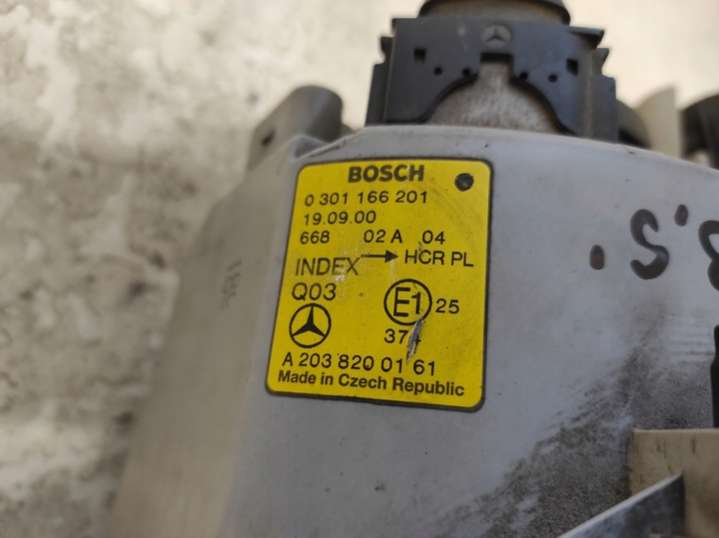 BOSCH
0 301 166 201
19.09.00
668 02 A 04
INDEX → HCR PL
Q03
E1 25
37
A 203 820 01 61
Made in Czech Republic